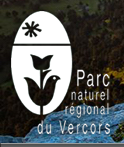 Parc
naturel
régional
du Vercors